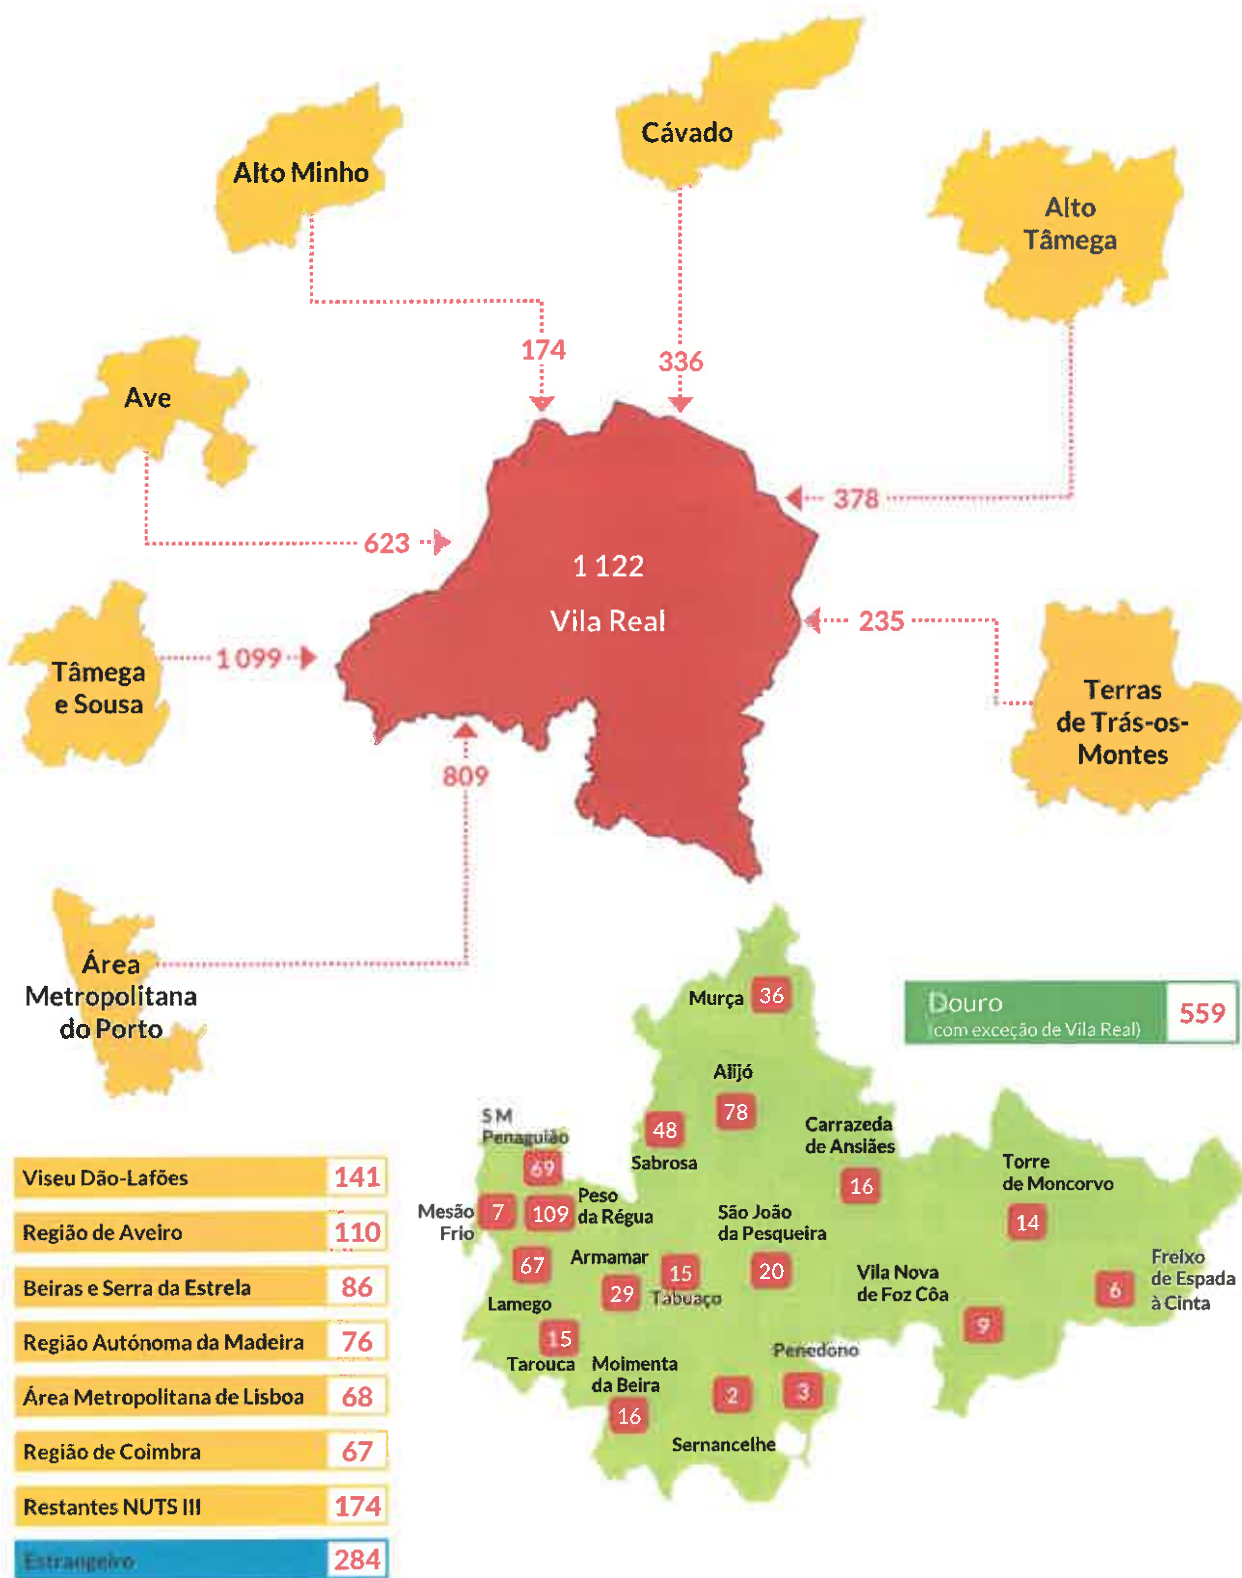 Cávado
Alto Minho
Alto
Tâmega
174
336
Ave
378
623
1 122
Vila Real
235
1 099
Tâmega
e Sousa
Terras
de Trás-os-
Montes
809
Área
Metropolitana
do Porto
Murça
36
Douro
(com exceção de Vila Real)
559
Alijó
78
S M
Penaguião
69
48
Sabrosa
Carrazeda
de Ansiães
16
Torre
de Moncorvo
14
Mesão
Frio
7
109
Peso
da Régua
São João
da Pesqueira
20
67
Lamego
Armamar
29
15
Tabuaço
Vila Nova
de Foz Côa
9
6
Freixo
de Espada
à Cinta
15
Tarouca
Moimenta
da Beira
16
2
Sernancelhe
Penedono
3
Viseu Dão-Lafões 141
Região de Aveiro 110
Beiras e Serra da Estrela 86
Região Autónoma da Madeira 76
Área Metropolitana de Lisboa 68
Região de Coimbra 67
Restantes NUTS III 174
Estrangeiro 284